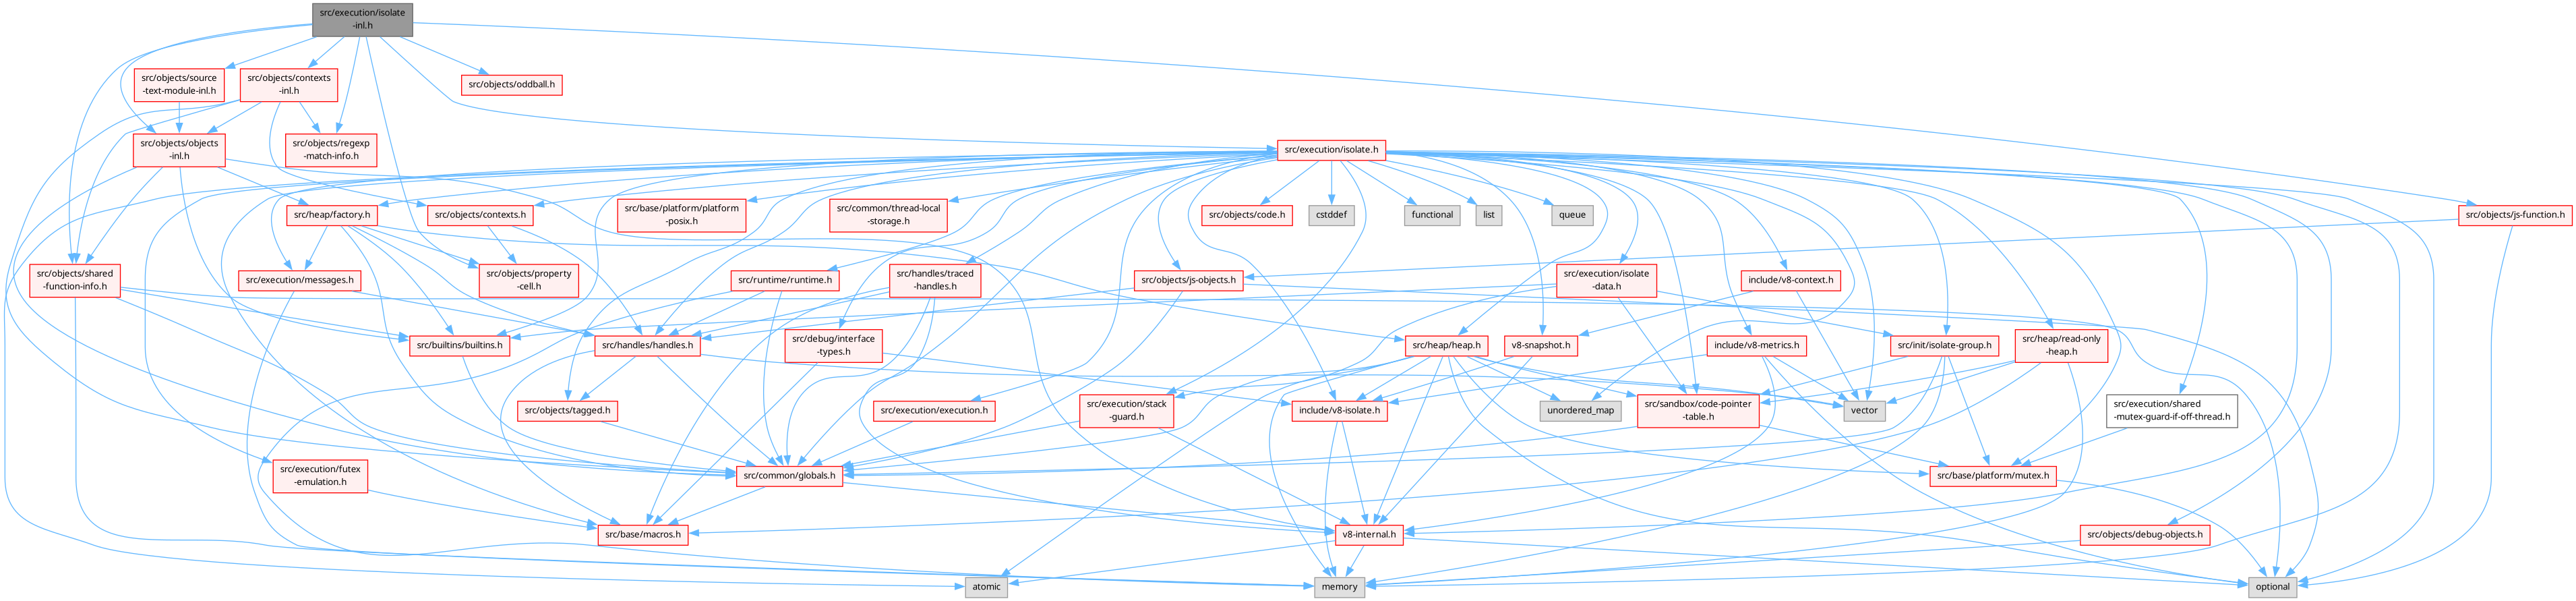 src/execution/isolate
-inl.h
src/objects/source
-text-module-inl.h
src/objects/contexts
-inl.h
src/objects/oddball.h
src/objects/objects
-inl.h
src/objects/regexp
-match-info.h
src/execution/isolate.h
src/heap/factory.h
src/objects/contexts.h
src/base/platform/platform
-posix.h
src/common/thread-local
-storage.h
src/objects/code.h
cstddef
functional
list
queue
src/objects/js-function.h
src/objects/shared
-function-info.h
src/execution/messages.h
src/objects/property
-cell.h
src/runtime/runtime.h
src/handles/traced
-handles.h
src/objects/js-objects.h
src/execution/isolate
-data.h
include/v8-context.h
src/builtins/builtins.h
src/handles/handles.h
src/debug/interface
-types.h
src/heap/heap.h
v8-snapshot.h
include/v8-metrics.h
src/init/isolate-group.h
src/heap/read-only
-heap.h
src/objects/tagged.h
src/execution/execution.h
src/execution/stack
-guard.h
include/v8-isolate.h
unordered_map
src/sandbox/code-pointer
-table.h
vector
src/execution/shared
-mutex-guard-if-off-thread.h
src/execution/futex
-emulation.h
src/common/globals.h
src/base/platform/mutex.h
src/base/macros.h
v8-internal.h
src/objects/debug-objects.h
atomic
memory
optional